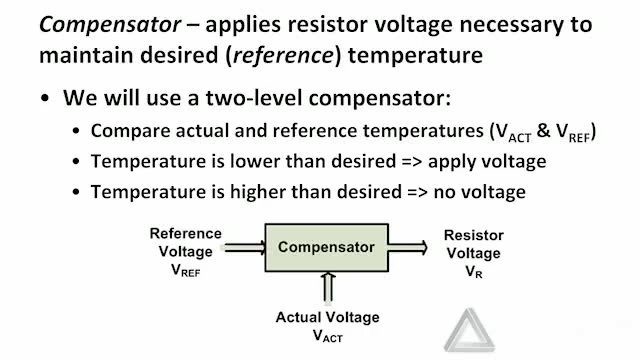 Compensator – applies resistor voltage necessary to
maintain desired (reference) temperature
• We will use a two-level compensator:
• Compare actual and reference temperatures (VACT & VREF)
• Temperature is lower than desired => apply voltage
• Temperature is higher than desired => no voltage
Reference
Voltage
VREF
Compensator
Resistor
Voltage
VR
Actual Voltage
VACT